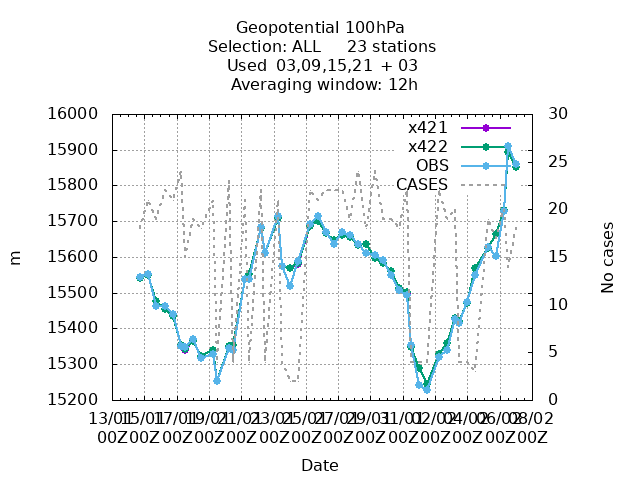 Geopotential 100hPa
Selection: ALL     23 stations
Used  03,09,15,21  + 03
Averaging window: 12h
16000
15900
15800
15700
15600
15500
15400
15300
15200
m
x421
x422
OBS
CASES
30
25
20
15
10
5
0
No cases
13/01 15/01 17/01 19/01 21/01 23/01 25/01 27/01 29/01 31/01 02/02 04/02 06/02 08/02
00Z 00Z 00Z 00Z 00Z 00Z 00Z 00Z 00Z 00Z 00Z 00Z 00Z 00Z
Date